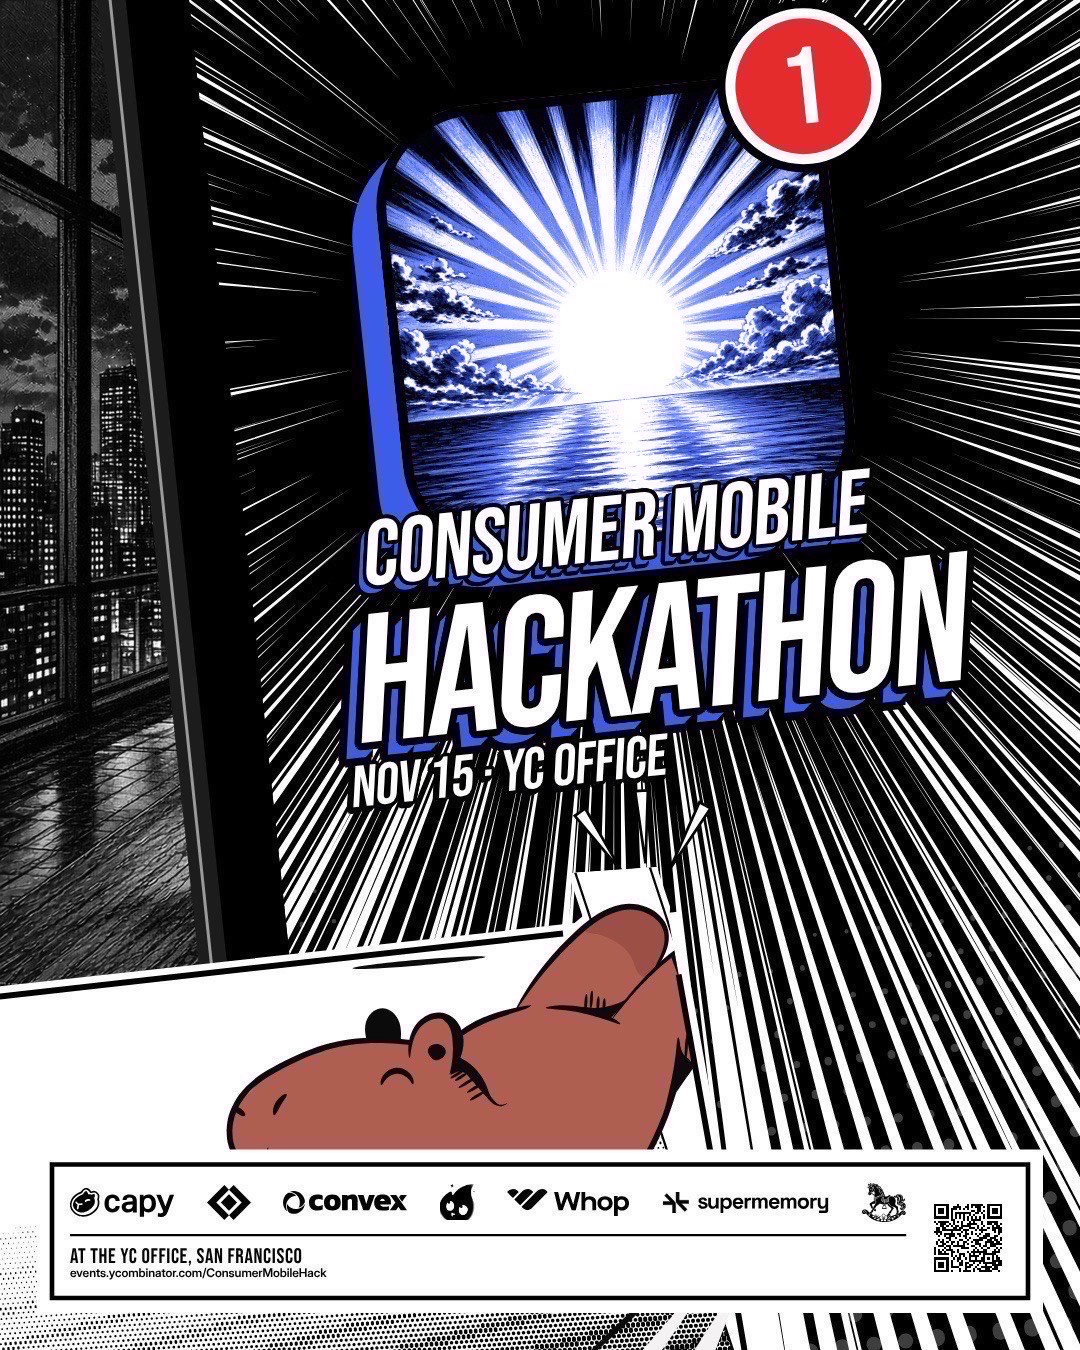 1
CONSUMER MOBILE
HACKATHON
NOV 15 - YC OFFICE
capy
convex
Whop
supermemory
AT THE YC OFFICE, SAN FRANCISCO
events.ycombinator.com/ConsumerMobileHack